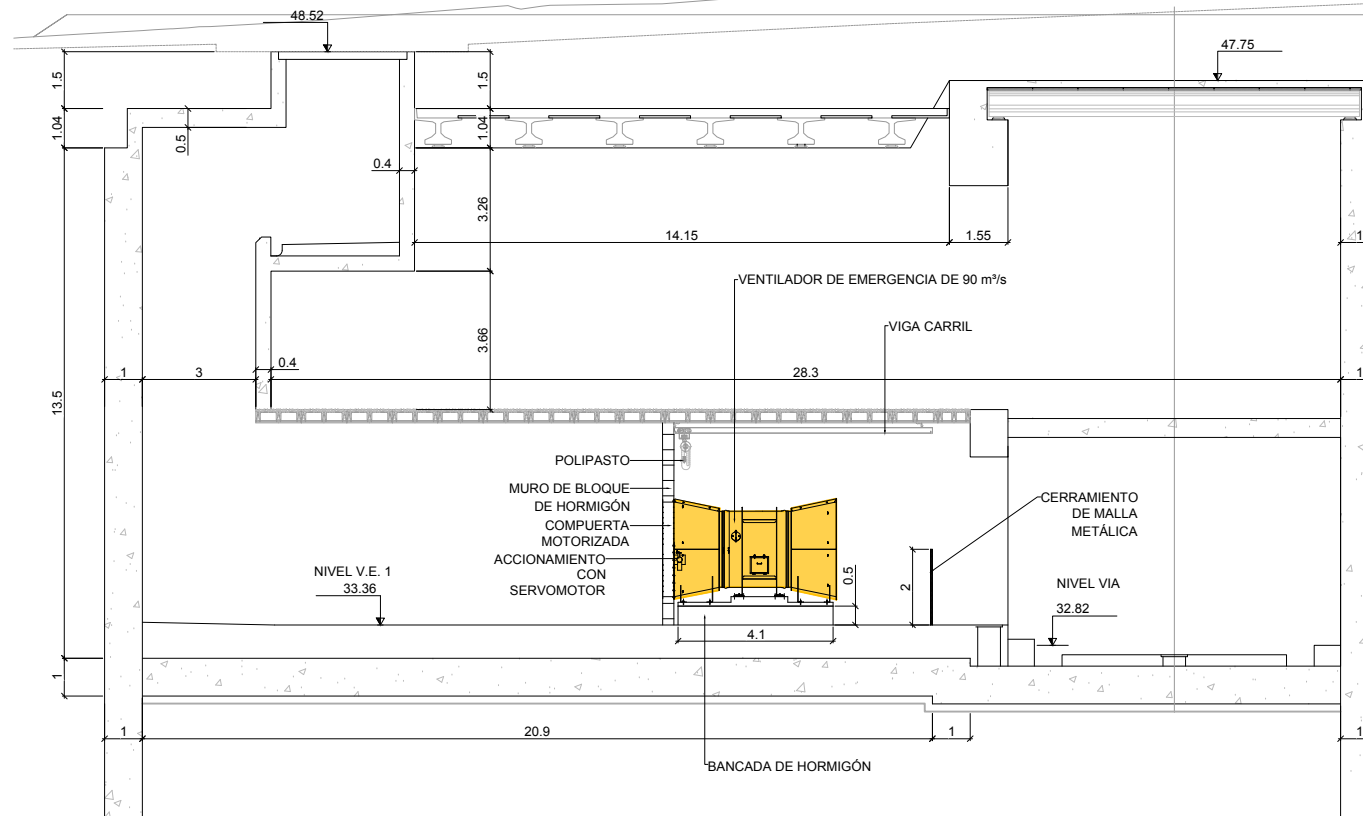 48.52
47.75
1.5
1.5
1.04
0.5
1.04
0.4
3.26
14.15
1.55
1
VENTILADOR DE EMERGENCIA DE 90 m³/s
VIGA CARRIL
3.66
0.4
1
3
28.3
1
13.5
POLIPASTO
MURO DE BLOQUE
DE HORMIGÓN
COMPUERTA
MOTORIZADA
ACCIONAMIENTO
CON
SERVOMOTOR
CERRAMIENTO
DE MALLA
METÁLICA
NIVEL V.E. 1
33.36
0.5
2
NIVEL VIA
32.82
4.1
1
1
20.9
1
1
BANCADA DE HORMIGÓN